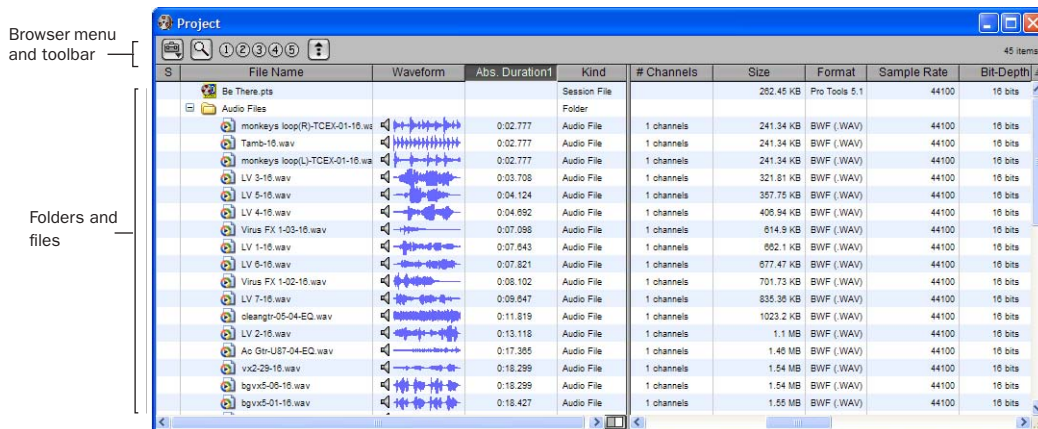 Project
Browser menu
and toolbar
1 2 3 4 5
45 items
S File Name Waveform Abs. Duration1 Kind # Channels Size Format Sample Rate Bit-Depth
Be There.pts Session File 262.45 KB Pro Tools 5.1 44100 16 bits
Audio Files Folder
monkeys loop(R)-TCEX-01-16.wa 0:02.777 Audio File 1 channels 241.34 KB BWF (.WAV) 44100 16 bits
Tamb-16.wav 0:02.777 Audio File 1 channels 241.34 KB BWF (.WAV) 44100 16 bits
monkeys loop(L)-TCEX-01-16.wa 0:02.777 Audio File 1 channels 241.34 KB BWF (.WAV) 44100 16 bits
LV 3-16.wav 0:03.708 Audio File 1 channels 321.81 KB BWF (.WAV) 44100 16 bits
LV 5-16.wav 0:04.124 Audio File 1 channels 357.75 KB BWF (.WAV) 44100 16 bits
LV 4-16.wav 0:04.692 Audio File 1 channels 406.94 KB BWF (.WAV) 44100 16 bits
Folders and
files
Virus FX 1-03-16.wav 0:07.098 Audio File 1 channels 614.9 KB BWF (.WAV) 44100 16 bits
LV 1-16.wav 0:07.643 Audio File 1 channels 662.1 KB BWF (.WAV) 44100 16 bits
LV 6-16.wav 0:07.821 Audio File 1 channels 677.47 KB BWF (.WAV) 44100 16 bits
Virus FX 1-02-16.wav 0:08.102 Audio File 1 channels 701.73 KB BWF (.WAV) 44100 16 bits
LV 7-16.wav 0:09.647 Audio File 1 channels 835.36 KB BWF (.WAV) 44100 16 bits
cleangtr-05-04-EQ.wav 0:11.819 Audio File 1 channels 1023.2 KB BWF (.WAV) 44100 16 bits
LV 2-16.wav 0:13.118 Audio File 1 channels 1.1 MB BWF (.WAV) 44100 16 bits
Ac Gtr-U87-04-EQ.wav 0:17.365 Audio File 1 channels 1.46 MB BWF (.WAV) 44100 16 bits
vx2-29-16.wav 0:18.299 Audio File 1 channels 1.54 MB BWF (.WAV) 44100 16 bits
bgvx5-06-16.wav 0:18.299 Audio File 1 channels 1.54 MB BWF (.WAV) 44100 16 bits
bgvx5-01-16.wav 0:18.427 Audio File 1 channels 1.55 MB BWF (.WAV) 44100 16 bits